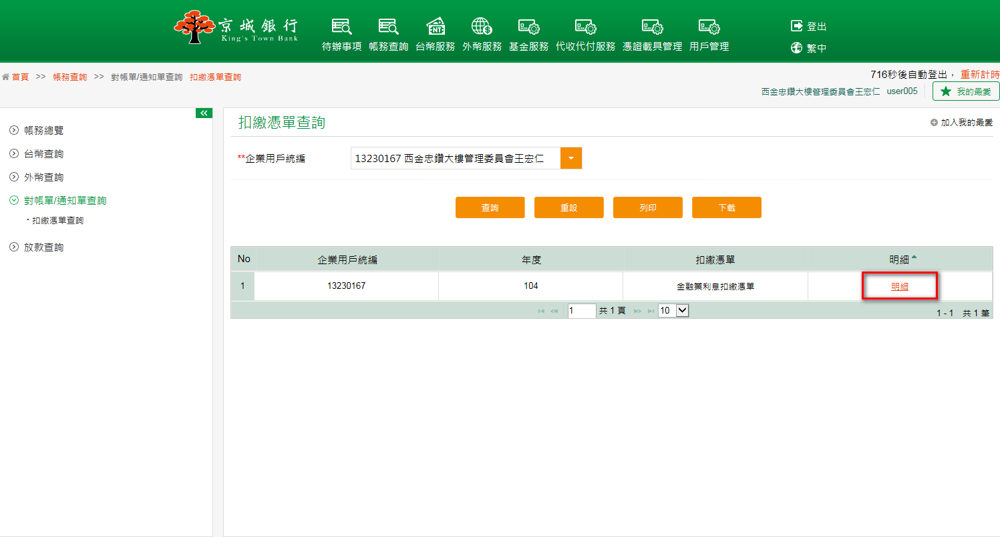 京城銀行
King's Town Bank
待辦事項 帳務查詢 台幣服務 外幣服務 基金服務 代收代付服務 憑證載具管理 用戶管理
NT
登出
繁中
首頁 >> 帳務查詢 >> 對帳單/通知單查詢 扣繳憑單查詢
716秒後自動登出， 重新計時
西金忠鑽大樓管理委員會王宏仁 user005 我的最愛
帳務總覽
台幣查詢
外幣查詢
對帳單/通知單查詢
扣繳憑單查詢
放款查詢
扣繳憑單查詢
加入我的最愛
**企業用戶統編 13230167 西金忠鑽大樓管理委員會王宏仁
查詢 重設 列印 下載
No 企業用戶統編 年度 扣繳憑單 明細
1 13230167 104 金融業利息扣繳憑單 明細
1 共 1 頁 10
1 - 1 共 1 筆